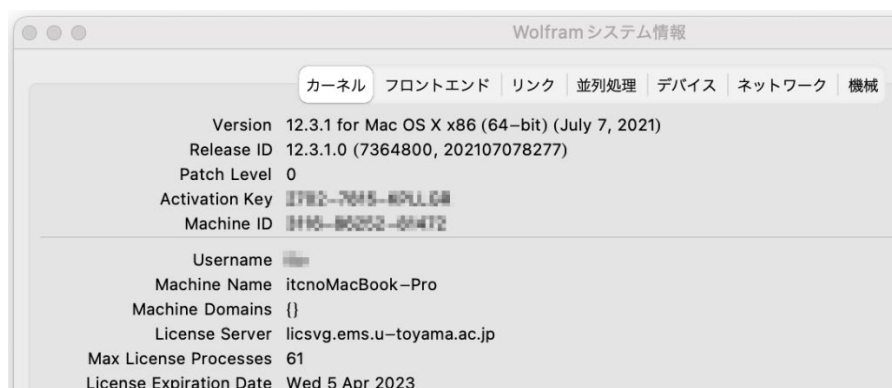 Wolfram システム情報
カーネル フロントエンド リンク 並列処理 デバイス ネットワーク 機械
Version 12.3.1 for Mac OS X x86 (64-bit) (July 7, 2021)
Release ID 12.3.1.0 (7364800, 202107078277)
Patch Level 0
Activation Key
Machine ID
Username
Machine Name itcnoMacBook-Pro
Machine Domains {}
License Server licsvg.ems.u-toyama.ac.jp
Max License Processes 61
License Expiration Date Wed 5 Apr 2023